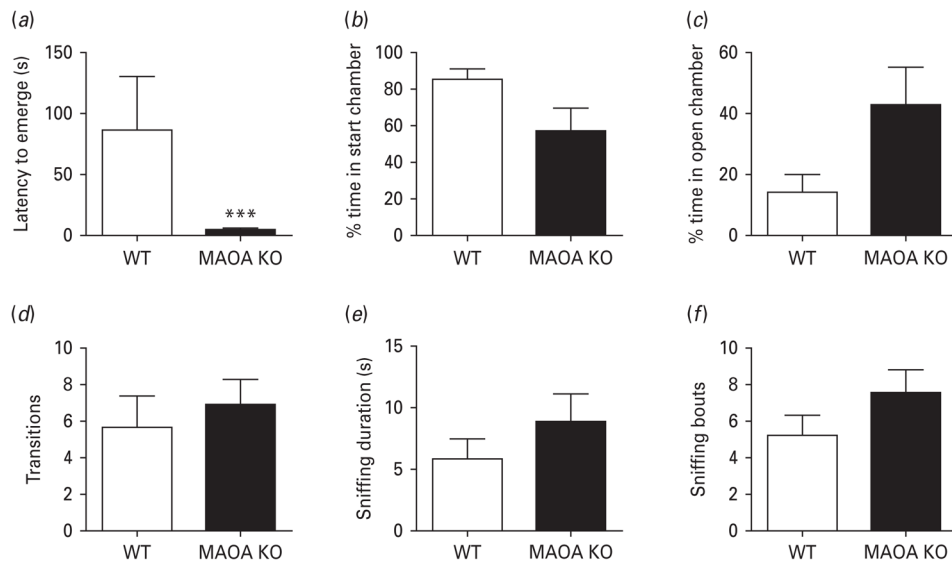 (a)
Latency to emerge (s)
150
100
50
0
***
WT MAOA KO
(b)
% time in start chamber
100
80
60
40
20
0
WT MAOA KO
(c)
% time in open chamber
60
40
20
0
WT MAOA KO
(d)
Transitions
10
8
6
4
2
0
WT MAOA KO
(e)
Sniffing duration (s)
15
10
5
0
WT MAOA KO
(f)
Sniffing bouts
10
8
6
4
2
0
WT MAOA KO